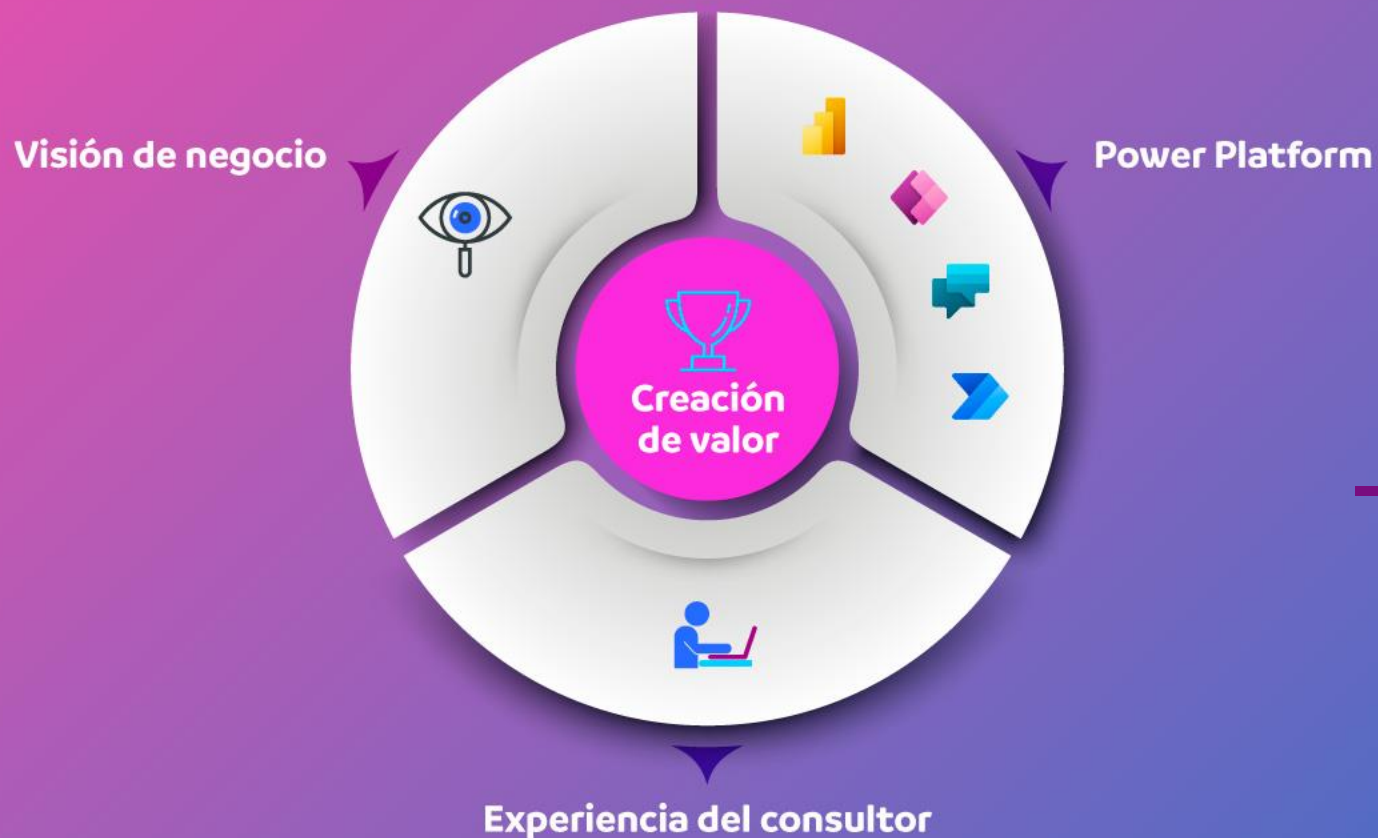 Visión de negocio
Power Platform
Creación
de valor
Experiencia del consultor